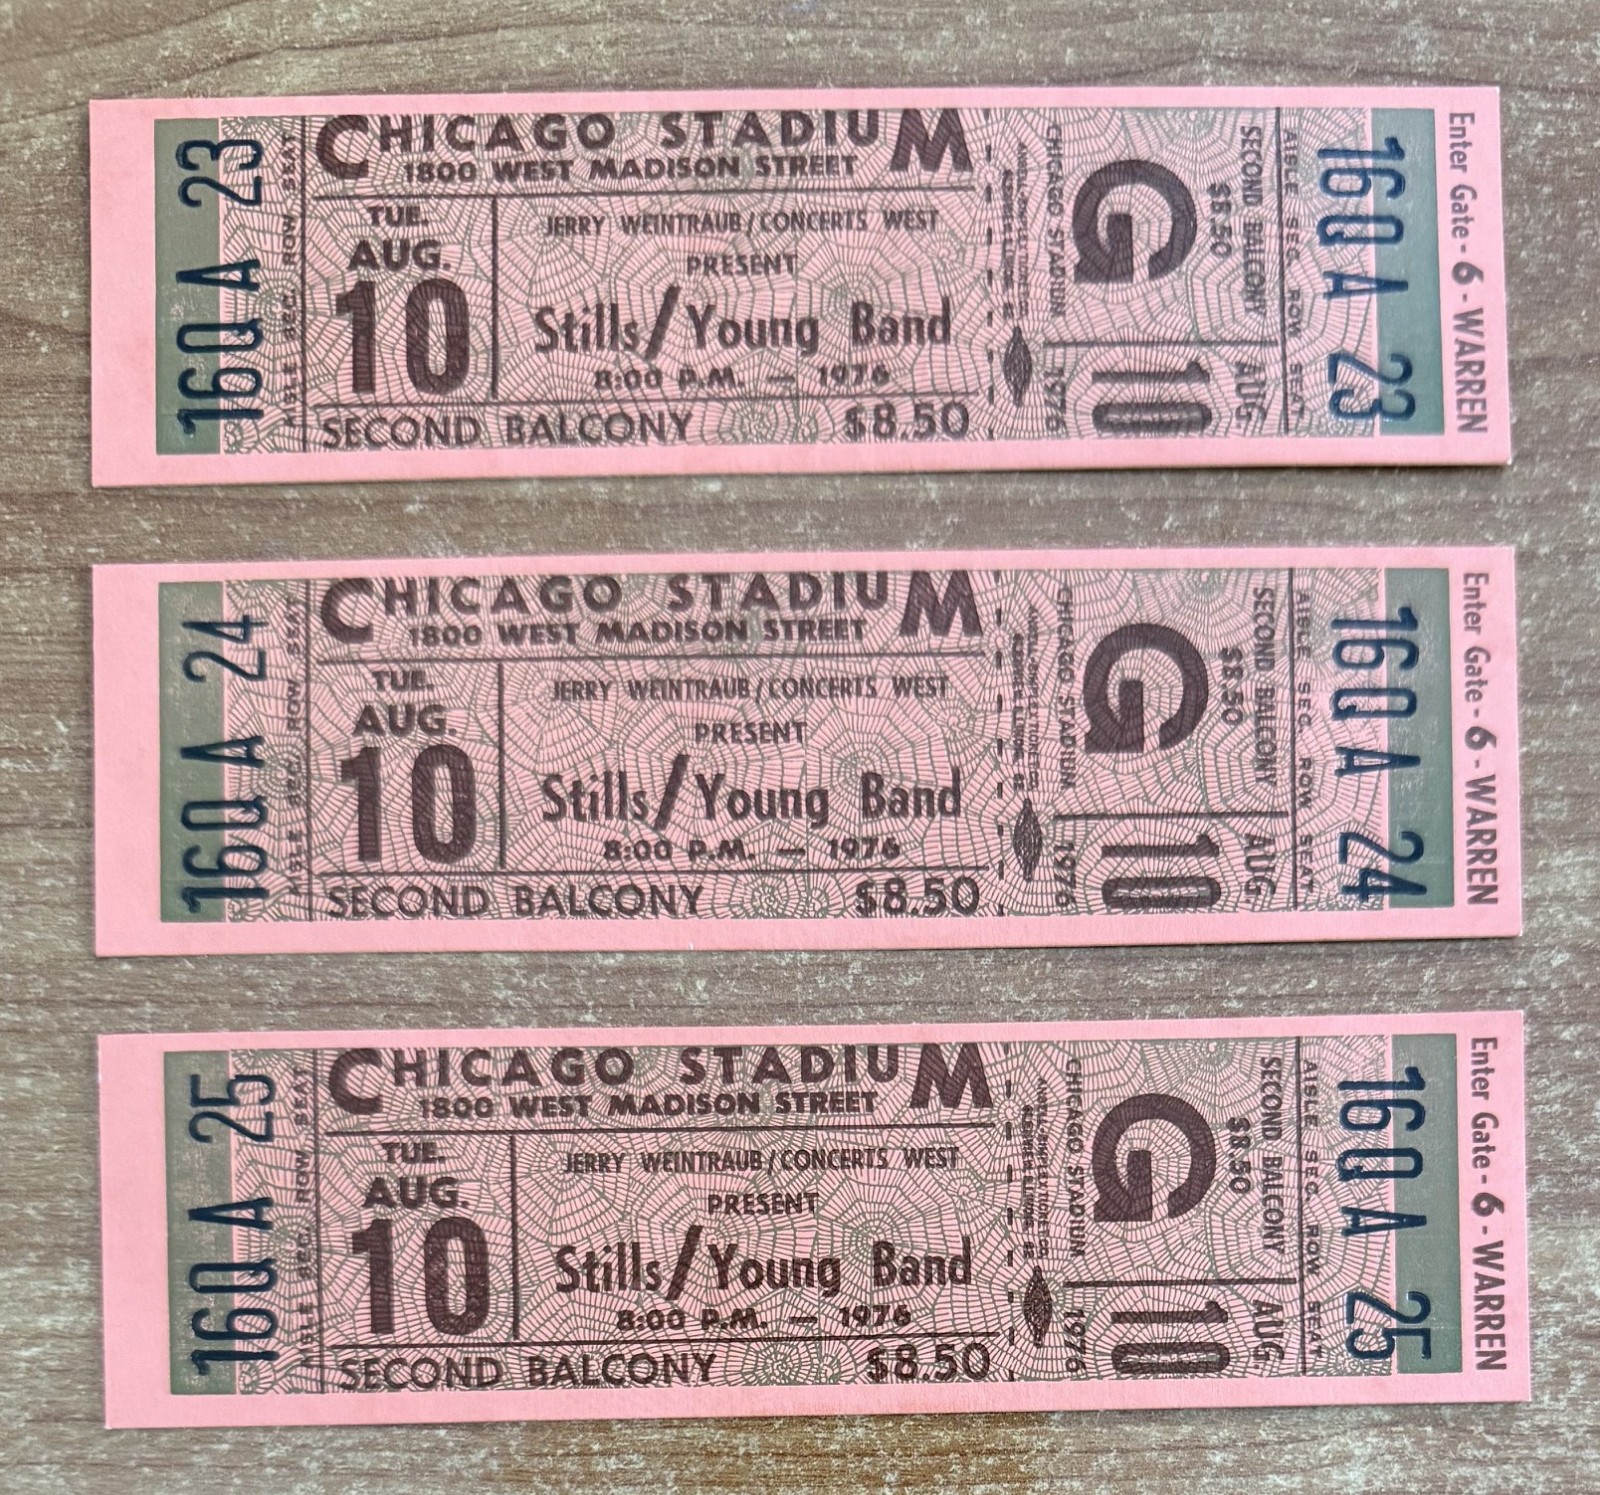 16Q A 23
AISLE SEC. ROW SEAT
CHICAGO STADIUM
1800 WEST MADISON STREET
TUE.
AUG.
10
JERRY WEINTRAUB/CONCERTS WEST
PRESENT
Stills/Young Band
8:00 P.M. — 1976
SECOND BALCONY $8.50
CHICAGO STADIUM 1976
G
10
AUG.
$8.50
SECOND BALCONY
AISLE SEC. ROW SEAT
16Q A 23
Enter Gate - 6 - WARREN
16Q A 24
AISLE SEC. ROW SEAT
CHICAGO STADIUM
1800 WEST MADISON STREET
TUE.
AUG.
10
JERRY WEINTRAUB/CONCERTS WEST
PRESENT
Stills/Young Band
8:00 P.M. — 1976
SECOND BALCONY $8.50
CHICAGO STADIUM 1976
G
10
AUG.
$8.50
SECOND BALCONY
AISLE SEC. ROW SEAT
16Q A 24
Enter Gate - 6 - WARREN
16Q A 25
AISLE SEC. ROW SEAT
CHICAGO STADIUM
1800 WEST MADISON STREET
TUE.
AUG.
10
JERRY WEINTRAUB/CONCERTS WEST
PRESENT
Stills/Young Band
8:00 P.M. — 1976
SECOND BALCONY $8.50
CHICAGO STADIUM 1976
G
10
AUG.
$8.50
SECOND BALCONY
AISLE SEC. ROW SEAT
16Q A 25
Enter Gate - 6 - WARREN